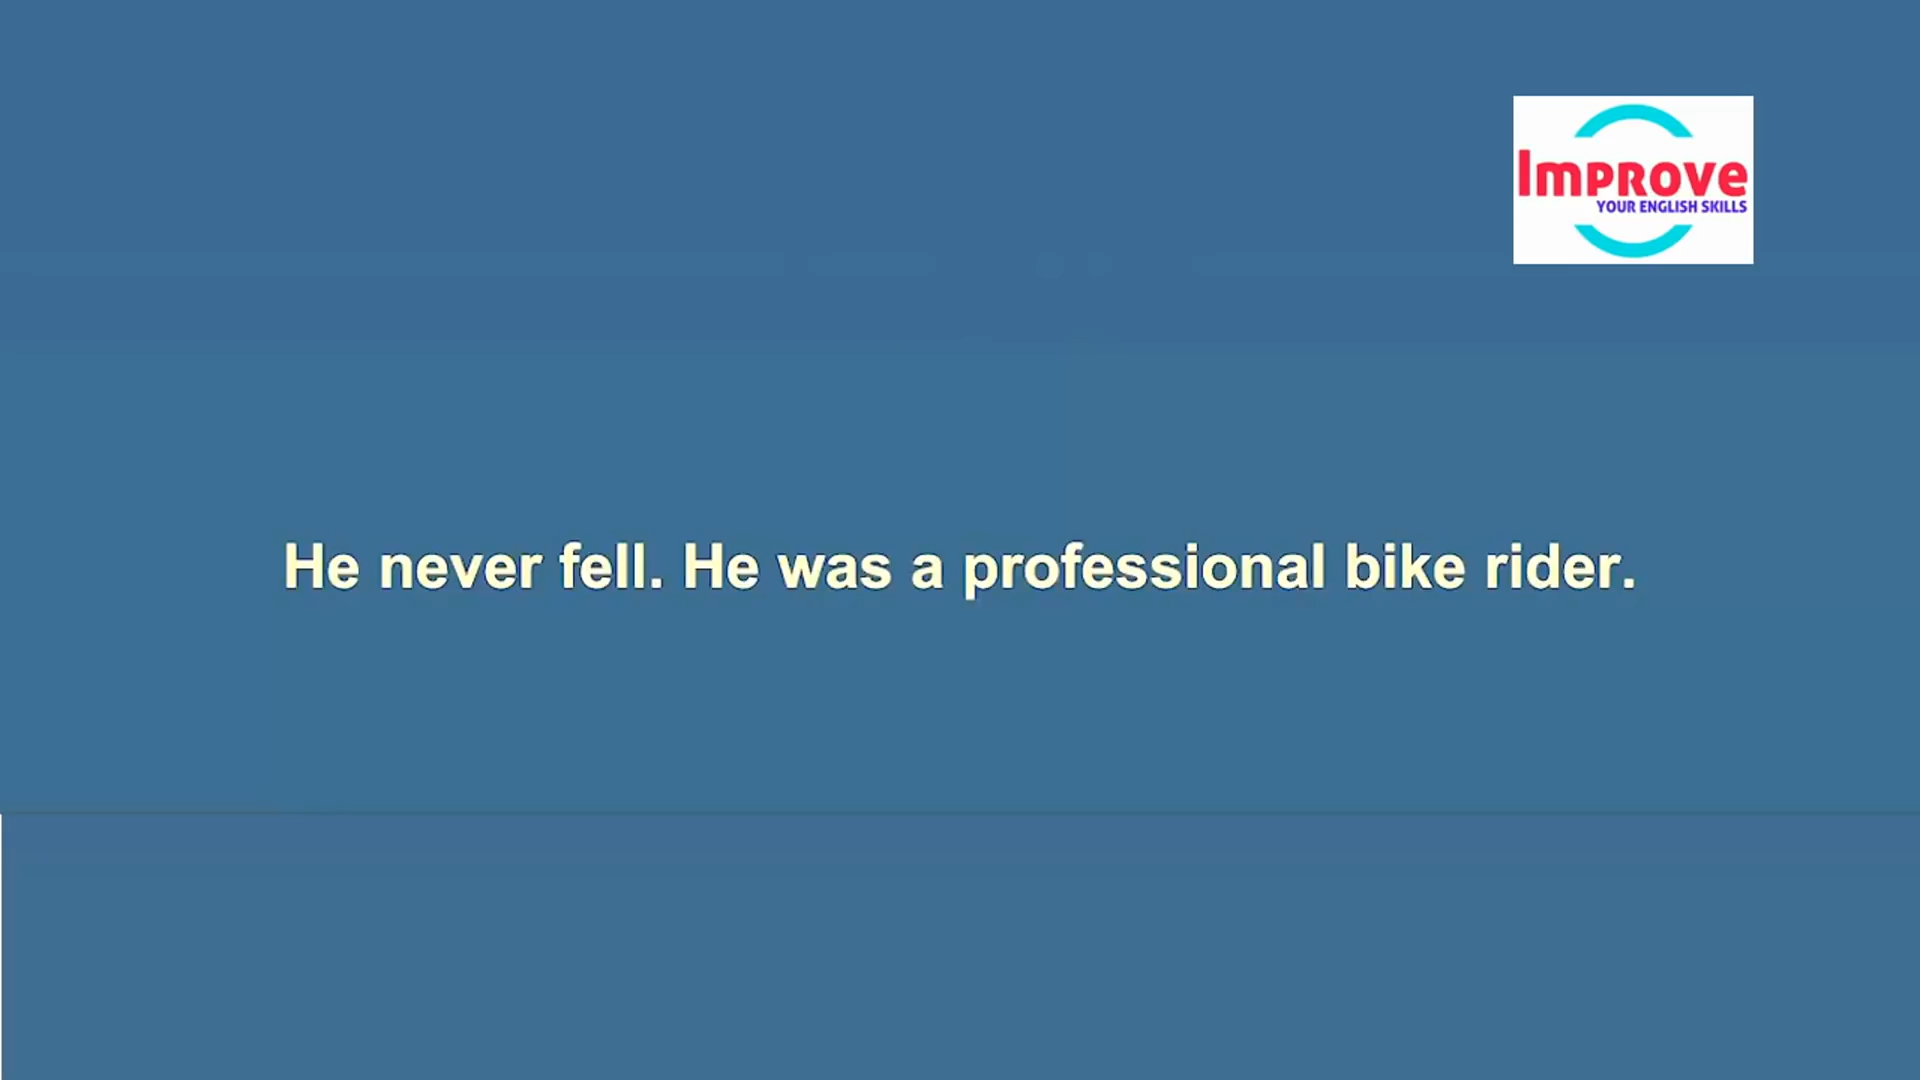 Improve
YOUR ENGLISH SKILLS
He never fell. He was a professional bike rider.